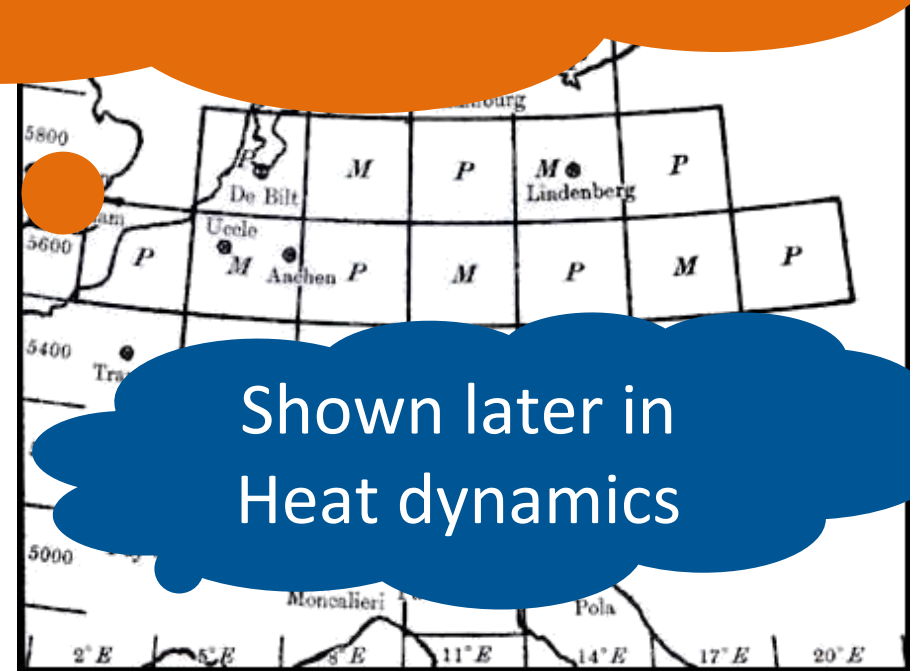 5800
P
M
P
M
P
De Bilt
Lindenberg
Uccle
5600
P
M
Aachen
P
M
P
M
P
5400
Shown later in
Heat dynamics
5000
Moncalieri
Pola
2°E
5°E
8°E
11°E
14°E
17°E
20°E